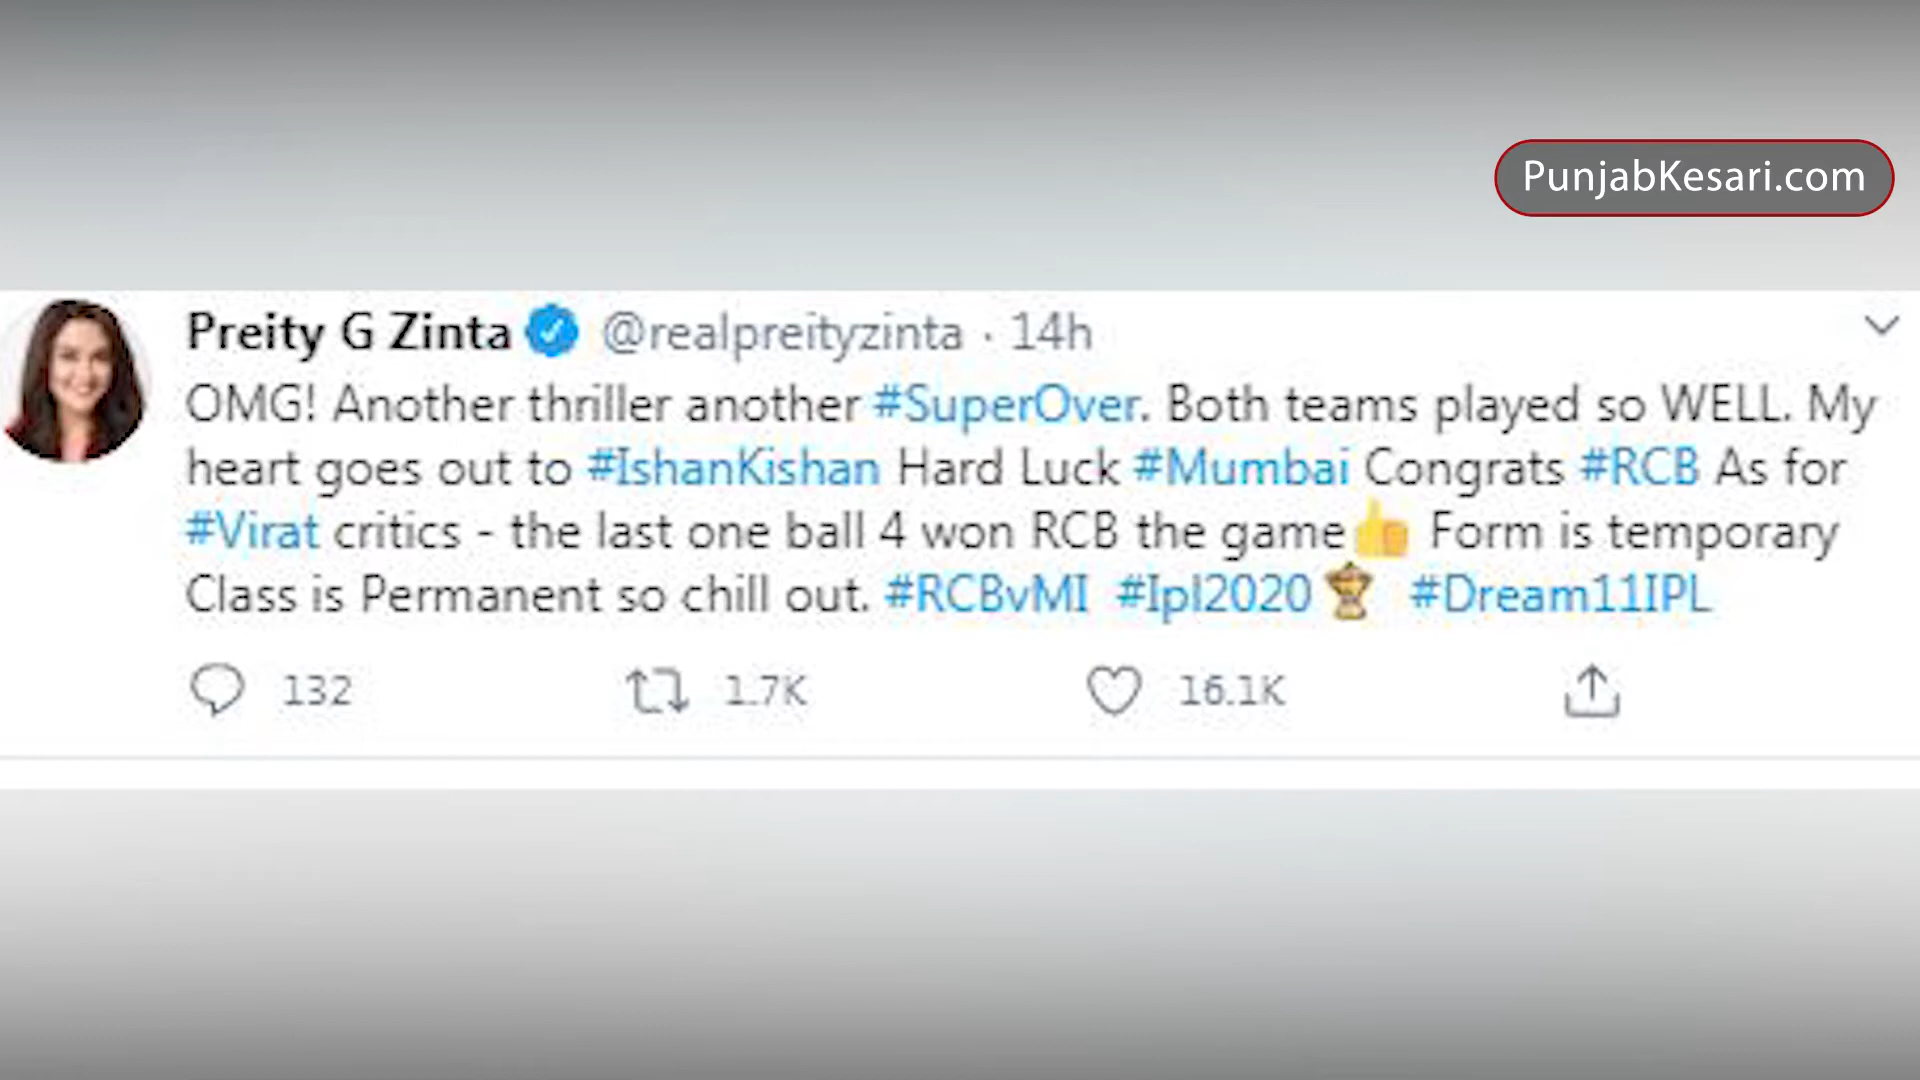 PunjabKesari.com
Preity G Zinta @realpreityzinta · 14h
OMG! Another thriller another #SuperOver. Both teams played so WELL. My
heart goes out to #IshanKishan Hard Luck #Mumbai Congrats #RCB As for
#Virat critics - the last one ball 4 won RCB the game👍 Form is temporary
Class is Permanent so chill out. #RCBvMI #Ipl2020🏆 #Dream11IPL
132 1.7K 16.1K